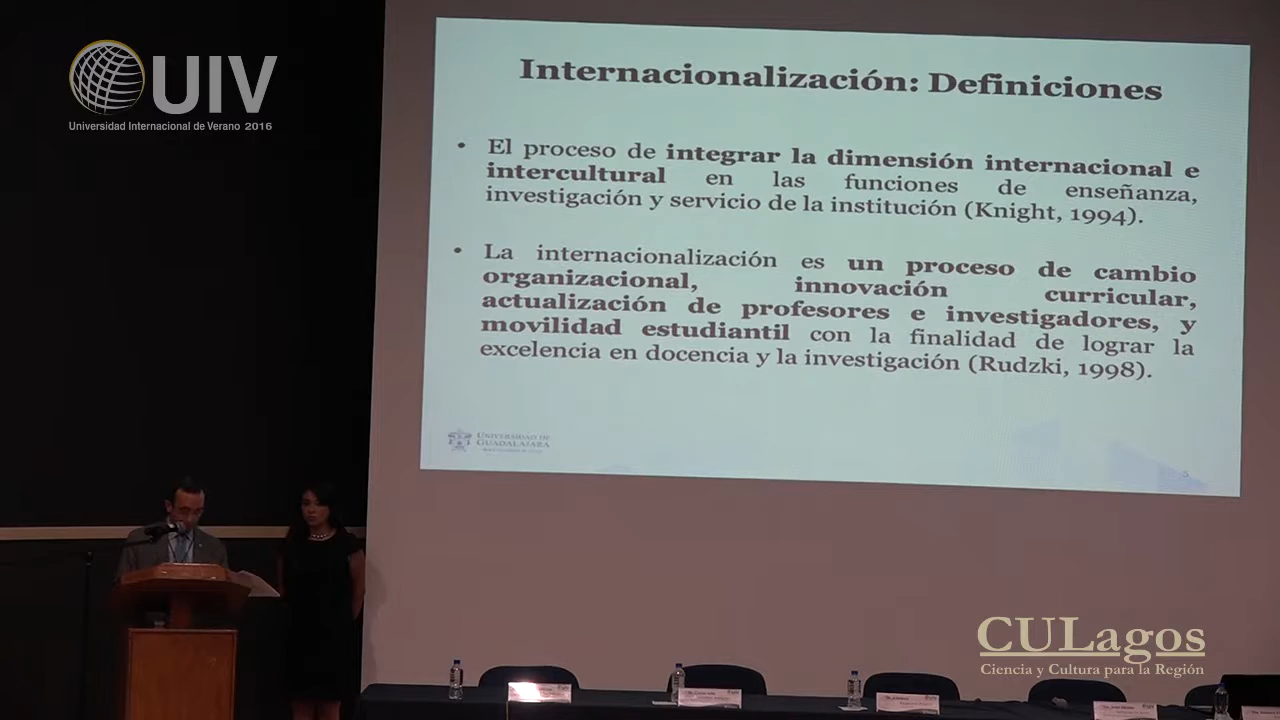 UIV
Universidad Internacional de Verano 2016
Internacionalización: Definiciones
• El proceso de integrar la dimensión internacional e
intercultural en las funciones de enseñanza,
investigación y servicio de la institución (Knight, 1994).
• La internacionalización es un proceso de cambio
organizacional, innovación curricular,
actualización de profesores e investigadores, y
movilidad estudiantil con la finalidad de lograr la
excelencia en docencia y la investigación (Rudzki, 1998).
UNIVERSIDAD DE
GUADALAJARA
5
CULagos
Ciencia y Cultura para la Región